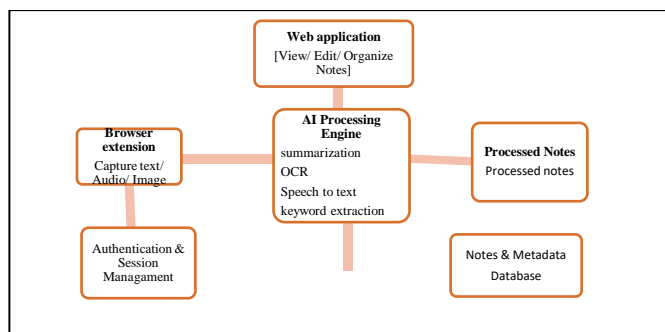 Web application
[View/ Edit/ Organize
Notes]
AI Processing
Engine
summarization
OCR
Speech to text
keyword extraction
Browser
extension
Capture text/
Audio/ Image
Processed Notes
Processed notes
Authentication &
Session
Managament
Notes & Metadata
Database